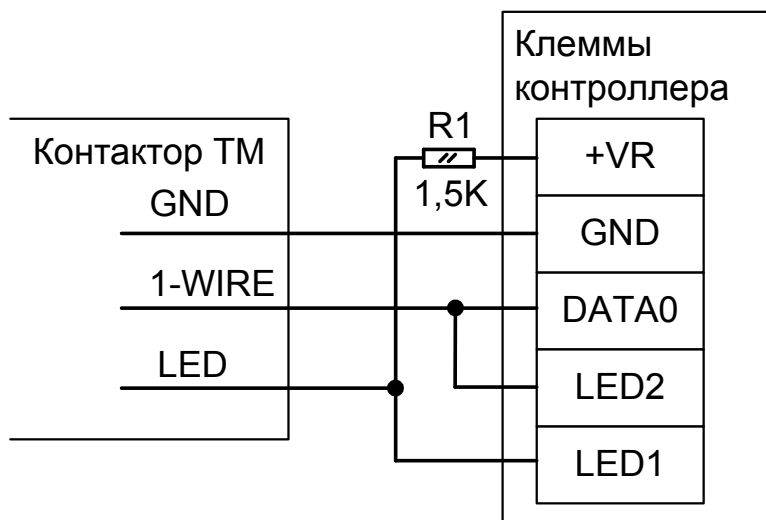 Клеммы
контроллера
R1
1,5K
Контактор ТМ
GND
1-WIRE
LED
+VR
GND
DATA0
LED2
LED1